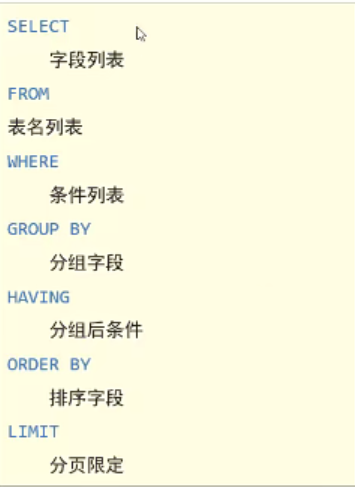 SELECT
字段列表
FROM
表名列表
WHERE
条件列表
GROUP BY
分组字段
HAVING
分组后条件
ORDER BY
排序字段
LIMIT
分页限定